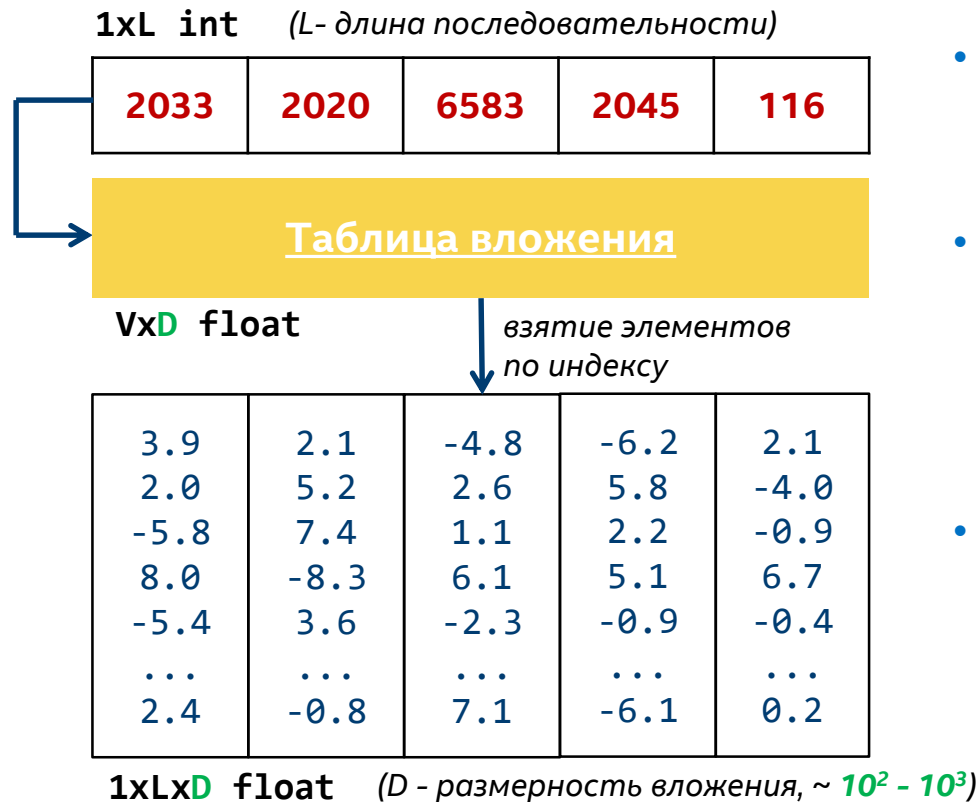 1xL int (L- длина последовательности)
2033 2020 6583 2045 116
Таблица вложения
VxD float
взятие элементов
по индексу
3.9 2.1 -4.8 -6.2 2.1
2.0 5.2 2.6 5.8 -4.0
-5.8 7.4 1.1 2.2 -0.9
8.0 -8.3 6.1 5.1 6.7
-5.4 3.6 -2.3 -0.9 -0.4
... ... ... ... ...
2.4 -0.8 7.1 -6.1 0.2
1xLxD float (D - размерность вложения, ~ 10² - 10³)